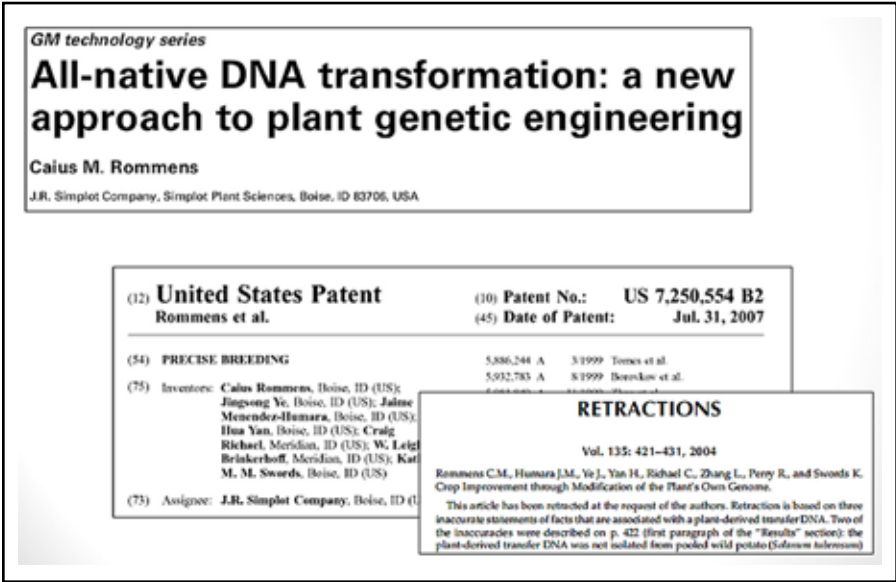 GM technology series
All-native DNA transformation: a new
approach to plant genetic engineering
Caius M. Rommens
J.R. Simplot Company, Simplot Plant Sciences, Boise, ID 83706, USA
(12) United States Patent
Rommens et al.
(10) Patent No.: US 7,250,554 B2
(45) Date of Patent: Jul. 31, 2007
(54) PRECISE BREEDING
(75) Inventors: Caius Rommens, Boise, ID (US);
Jingsong Ye, Boise, ID (US); Jaime
Menendez-Humara, Boise, ID (US);
Hua Yan, Boise, ID (US); Craig
Richael, Meridian, ID (US); W. Leigh
Brinkerhoff, Meridian, ID (US); Kat
M. M. Swords, Boise, ID (US)
(73) Assignee: J.R. Simplot Company, Boise, ID (U
5,886,244 A 3/1999 Tomes et al.
5,932,783 A 8/1999 Borovkov et al.
RETRACTIONS
Vol. 135: 421–431, 2004
Rommens C.M., Humara J.M., Ye J., Yan H., Richael C., Zhang L., Perry R., and Swords K.
Crop Improvement through Modification of the Plant's Own Genome.
This article has been retracted at the request of the authors. Retraction is based on three
inaccurate statements of facts that are associated with a plant-derived transfer DNA. Two of
the inaccuracies were described on p. 422 (first paragraph of the "Results" section): the
plant-derived transfer DNA was not isolated from pooled wild potato (Solanum tuberosum)